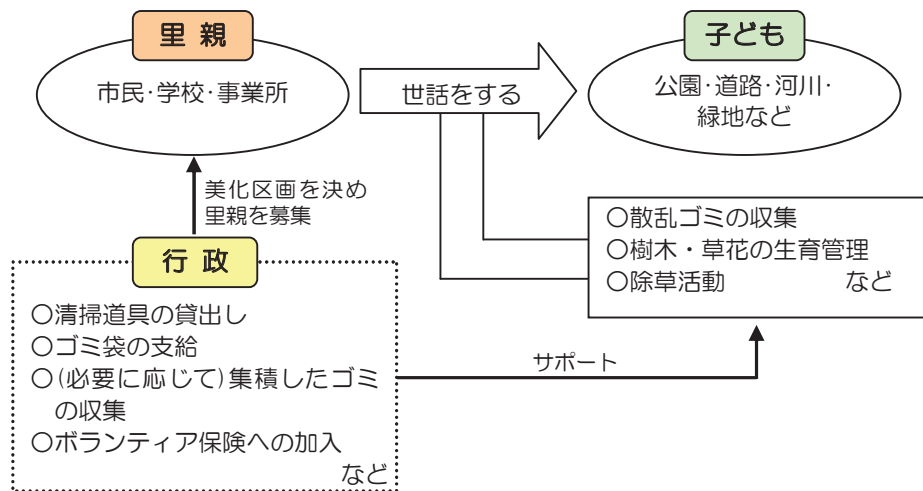 里 親
市民･学校･事業所
世話をする
子ども
公園･道路･河川･
緑地など
美化区画を決め
里親を募集
○散乱ゴミの収集
○樹木・草花の生育管理
○除草活動 など
行 政
○清掃道具の貸出し
○ゴミ袋の支給
○(必要に応じて)集積したゴミ
の収集
○ボランティア保険への加入
など
サポート